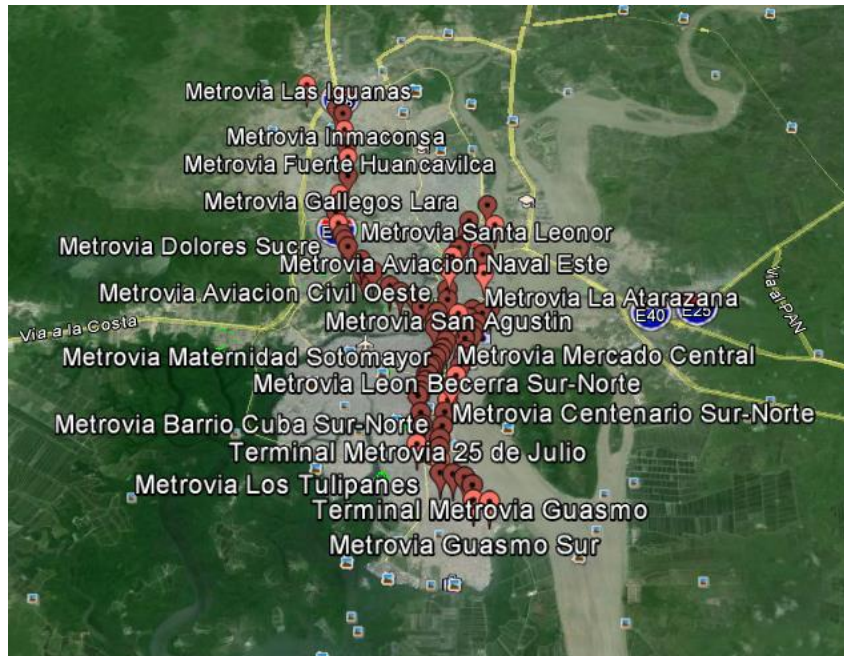 Metrovia Las Iguanas
Metrovia Inmaconsa
Metrovia Fuerte Huancavilca
Metrovia Gallegos Lara
Metrovia Santa Leonor
Metrovia Dolores Sucre
Metrovia Aviacion Naval Este
Metrovia Aviacion Civil Oeste
Metrovia La Atarazana
Via al PAN
E40
E25
Via a la Costa
Metrovia San Agustin
Metrovia Maternidad Sotomayor
Metrovia Mercado Central
Metrovia Leon Becerra Sur-Norte
Metrovia Centenario Sur-Norte
Metrovia Barrio Cuba Sur-Norte
Terminal Metrovia 25 de Julio
Metrovia Los Tulipanes
Terminal Metrovia Guasmo
Metrovia Guasmo Sur